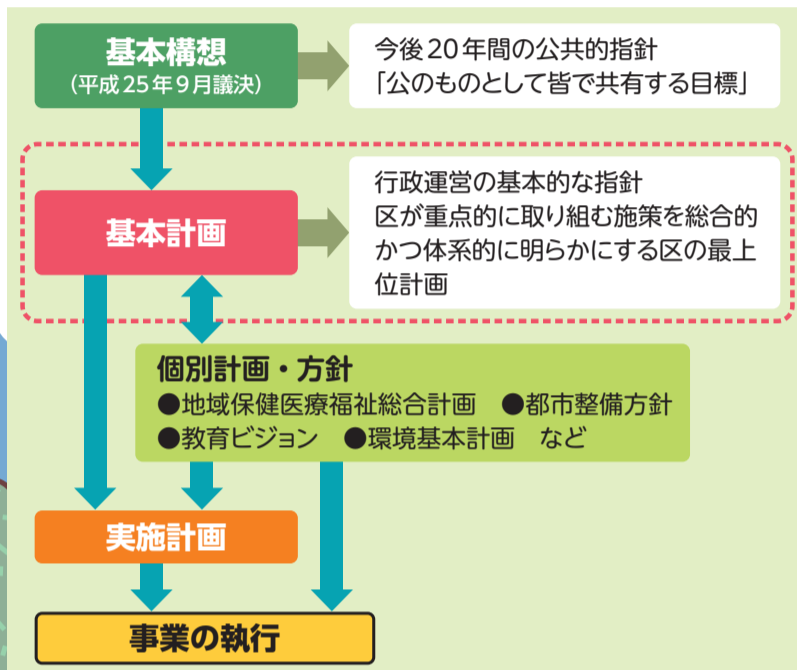 基本構想
（平成25年9月議決）
今後20年間の公共的指針
「公のものとして皆で共有する目標」
基本計画
行政運営の基本的な指針
区が重点的に取り組む施策を総合的
かつ体系的に明らかにする区の最上
位計画
個別計画・方針
●地域保健医療福祉総合計画　●都市整備方針
●教育ビジョン　●環境基本計画　など
実施計画
事業の執行